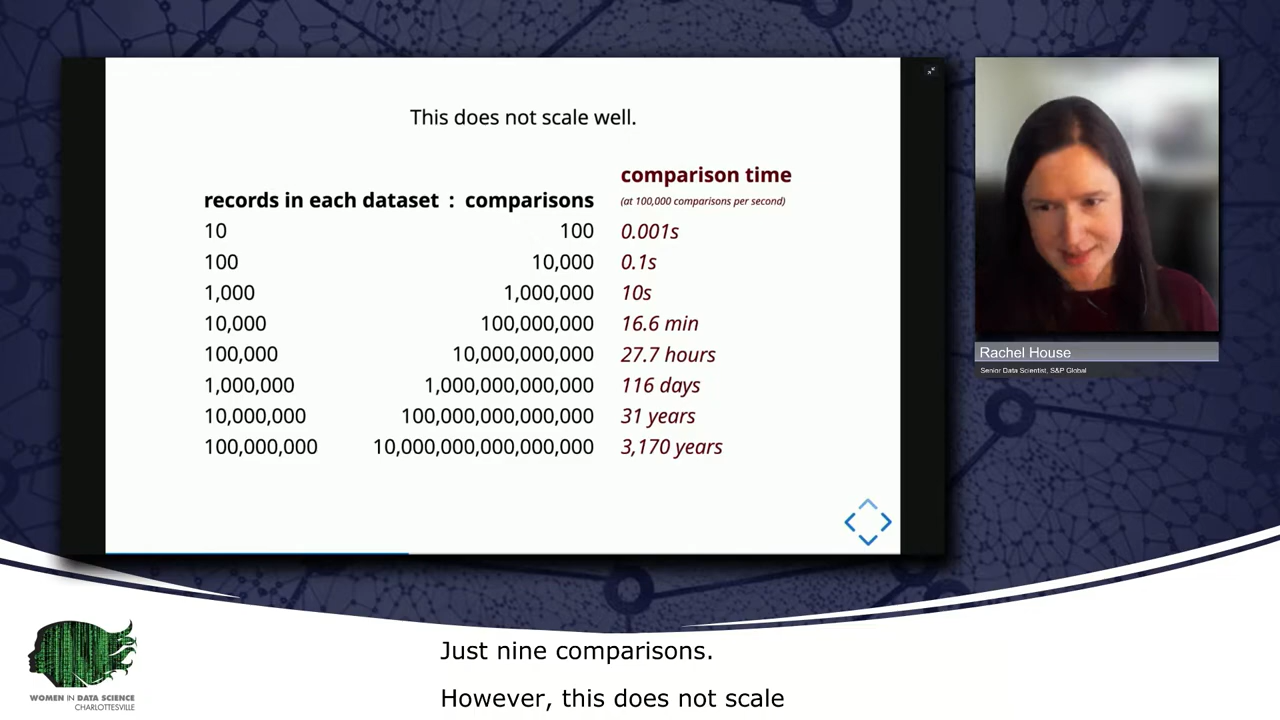 This does not scale well.
records in each dataset : comparisons comparison time
(at 100,000 comparisons per second)
10 100 0.001s
100 10,000 0.1s
1,000 1,000,000 10s
10,000 100,000,000 16.6 min
100,000 10,000,000,000 27.7 hours
1,000,000 1,000,000,000,000 116 days
10,000,000 100,000,000,000,000 31 years
100,000,000 10,000,000,000,000,000 3,170 years
Rachel House
Senior Data Scientist, S&P Global
Just nine comparisons.
However, this does not scale
WOMEN IN DATA SCIENCE
CHARLOTTESVILLE